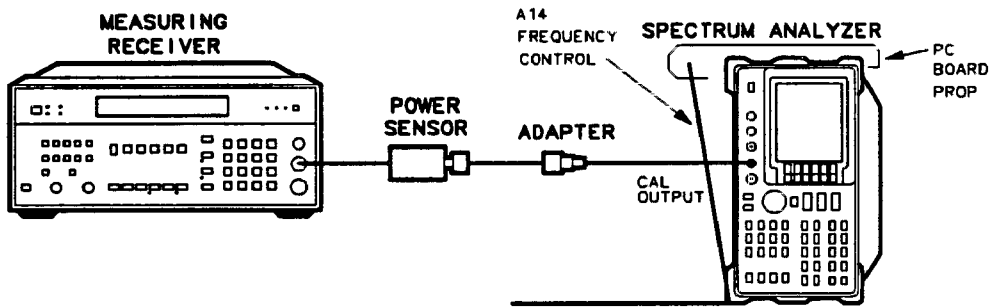 MEASURING
RECEIVER
A14
FREQUENCY
CONTROL
SPECTRUM ANALYZER
PC
BOARD
PROP
POWER
SENSOR
ADAPTER
CAL
OUTPUT